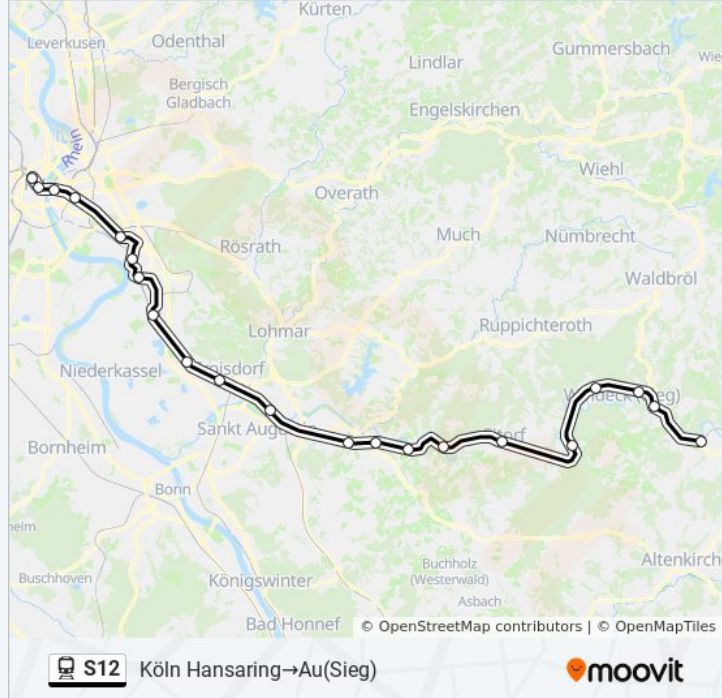 Kürten
Leverkusen
Odenthal
Gummersbach
Lindlar
Bergisch
Gladbach
Engelskirchen
Rhein
Wiehl
Overath
Much
Nümbrecht
Rösrath
Waldbröl
Lohmar
Ruppichteroth
Niederkassel
Sankt
Bornheim
Bonn
Buchholz
(Westerwald)
Altenkirch
Buschhoven
Königswinter
Asbach
Bad Honnef
© OpenStreetMap contributors | © OpenMapTiles
S12 Köln Hansaring→Au(Sieg)
moovit